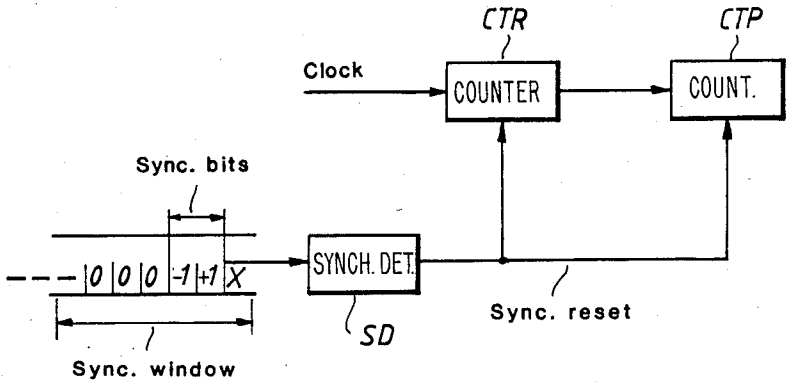 CTR
CTP
Clock
COUNTER
COUNT.
Sync. bits
0 0 0 -1 +1 X
SYNCH. DET.
Sync. reset
SD
Sync. window